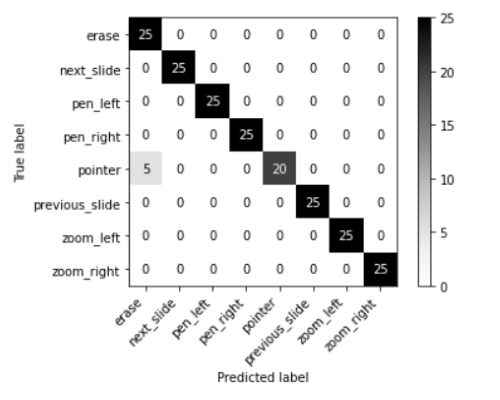 erase 25 0 0 0 0 0 0 0
next_slide 0 25 0 0 0 0 0 0
pen_left 0 0 25 0 0 0 0 0
pen_right 0 0 0 25 0 0 0 0
pointer 5 0 0 0 20 0 0 0
previous_slide 0 0 0 0 0 25 0 0
zoom_left 0 0 0 0 0 0 25 0
zoom_right 0 0 0 0 0 0 0 25
True label
erase next_slide pen_left pen_right pointer previous_slide zoom_left zoom_right
Predicted label
25
20
15
10
5
0